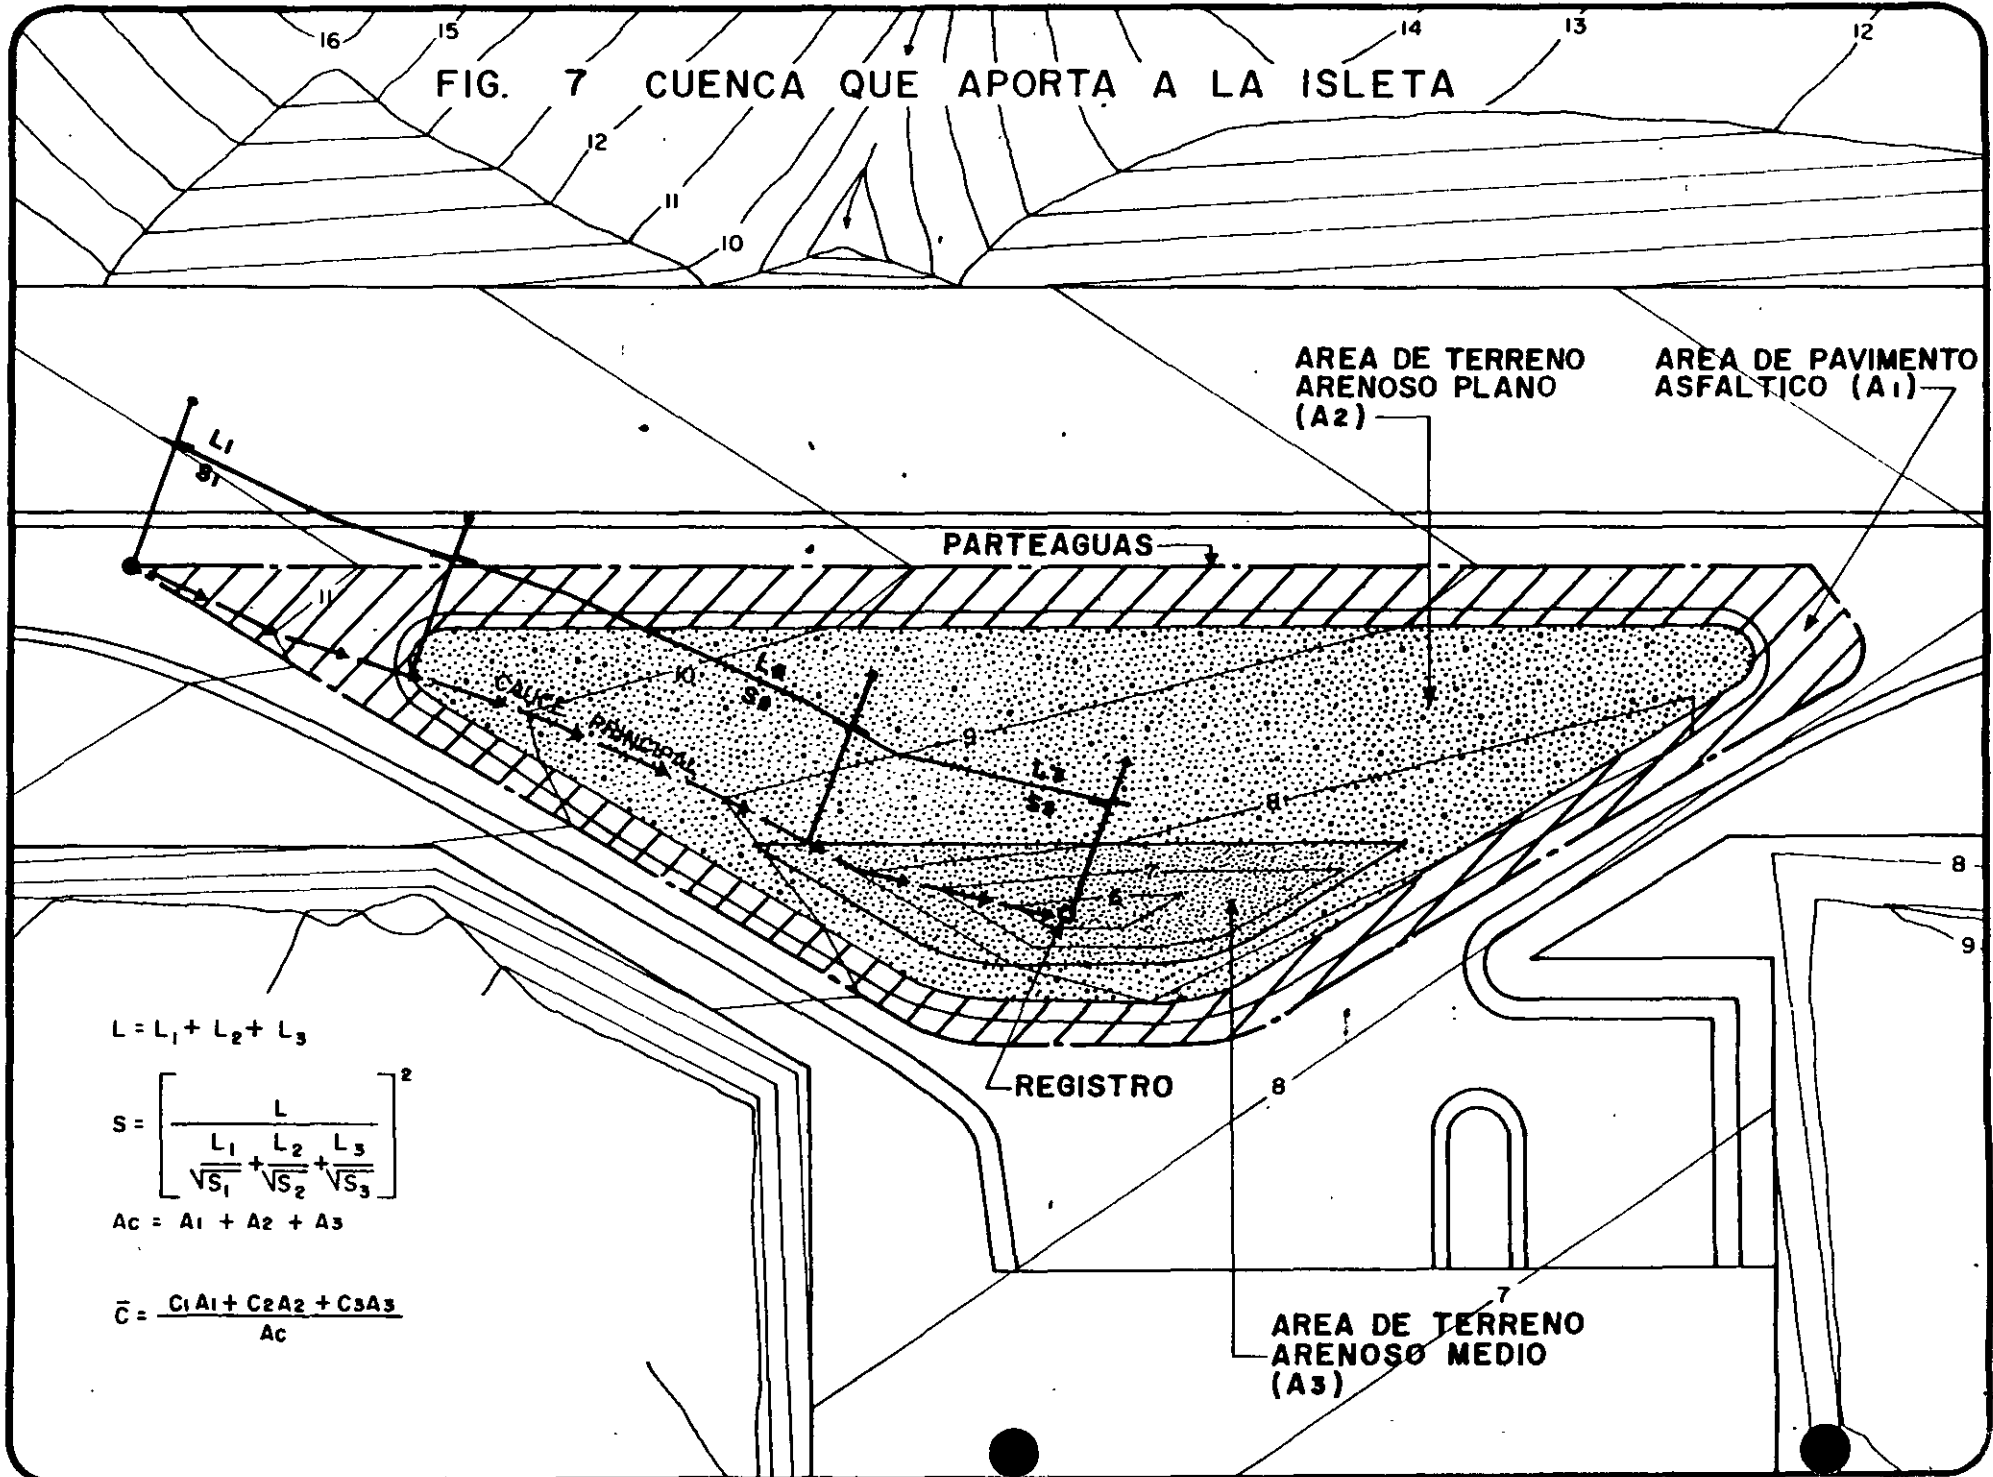 16
15
14
13
12
FIG. 7 CUENCA QUE APORTA A LA ISLETA
12
11
10
AREA DE TERRENO
ARENOSO PLANO
(A2)
AREA DE PAVIMENTO
ASFALTICO (A1)
L1
S1
PARTEAGUAS
11
10
L2
S2
CAUCE PRINCIPAL
9
L3
S3
8
7
6
8
9
L = L1 + L2 + L3
S = [ L / ( L1/√S1 + L2/√S2 + L3/√S3 ) ]²
REGISTRO
8
Ac = A1 + A2 + A3
C̄ = C1A1 + C2A2 + C3A3 / Ac
7
AREA DE TERRENO
ARENOSO MEDIO
(A3)